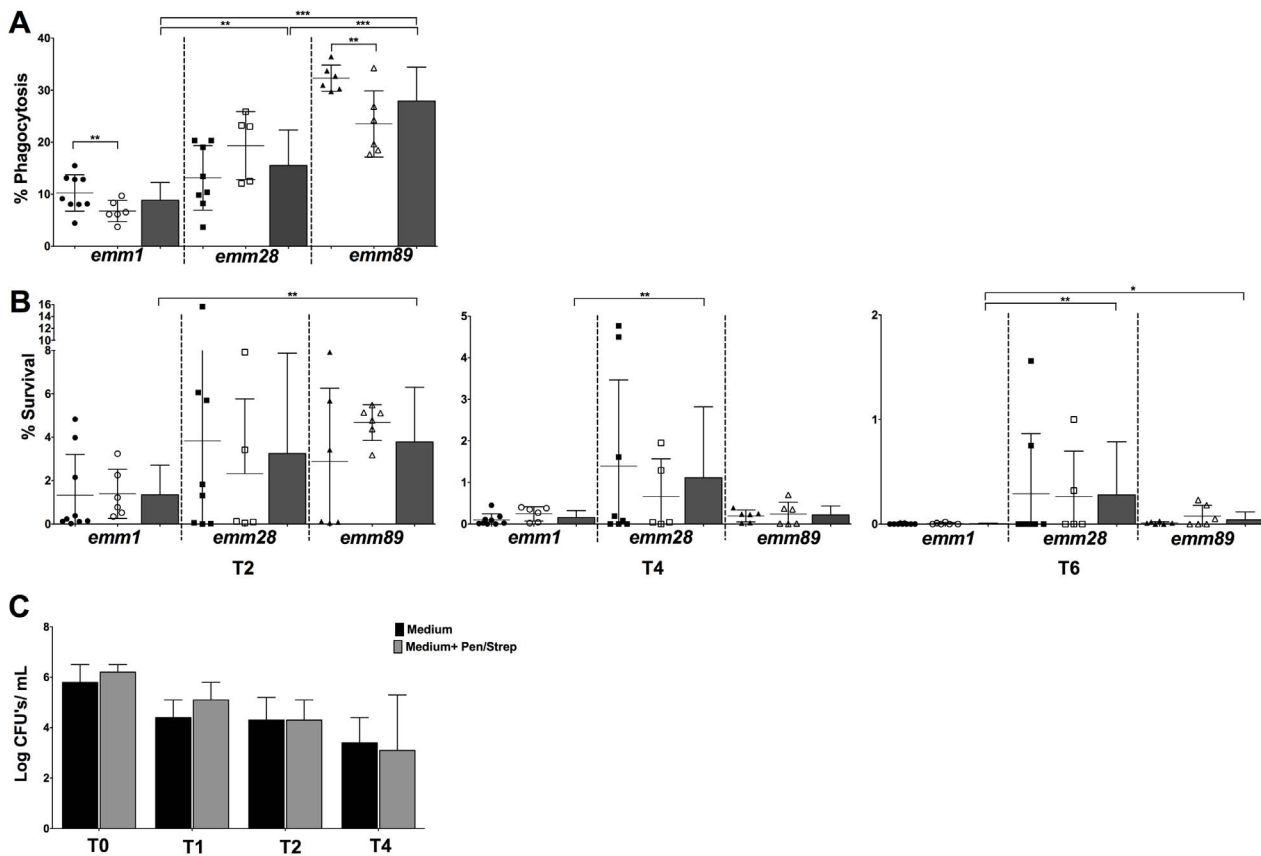 A
***
**
***
**
**
% Phagocytosis
40
30
20
10
0
emm1
emm28
emm89
B
**
% Survival
16
14
12
10
8
6
4
2
0
emm1
emm28
emm89
T2
**
5
4
3
2
1
0
emm1
emm28
emm89
T4
*
**
2
1
0
emm1
emm28
emm89
T6
C
Medium
Medium+ Pen/Strep
Log CFU's/ mL
8
6
4
2
0
T0
T1
T2
T4